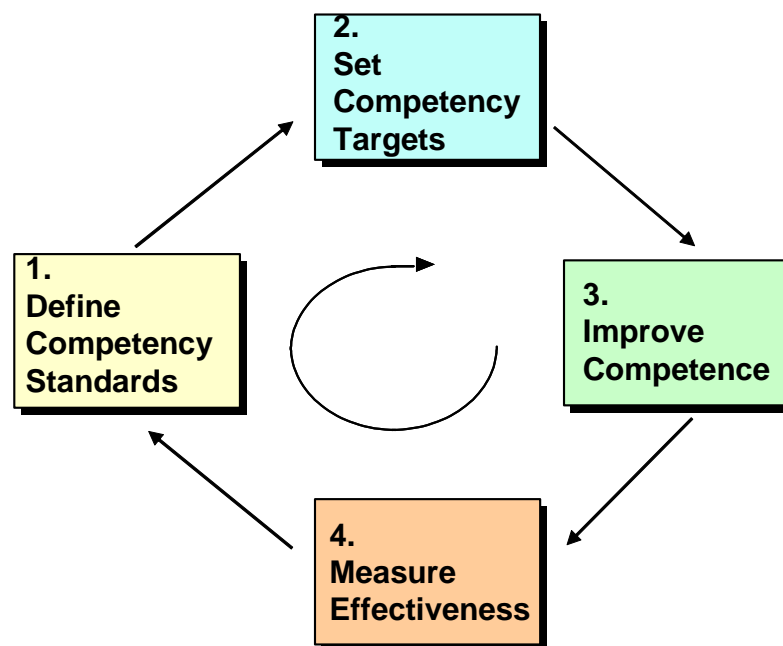 1.
Define
Competency
Standards
2.
Set
Competency
Targets
3.
Improve
Competence
4.
Measure
Effectiveness